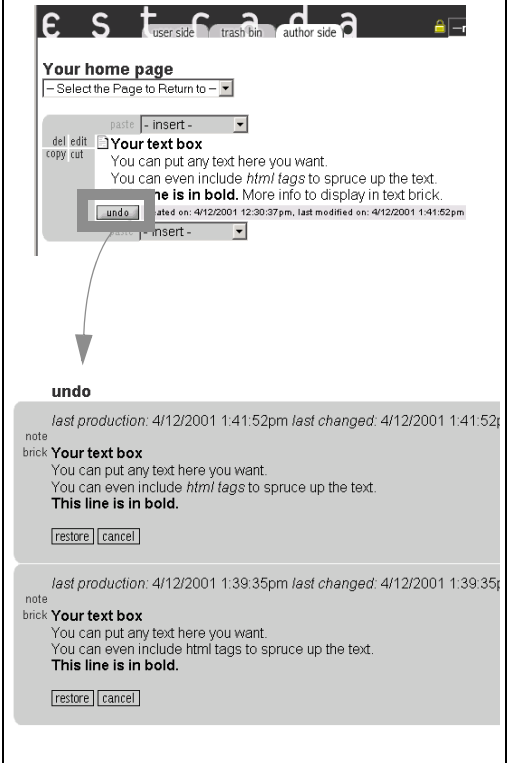 e s t r a d a
user side trash bin author side
Your home page
– Select the Page to Return to –
paste - insert -
del edit Your text box
copy cut
You can put any text here you want.
You can even include html tags to spruce up the text.
ne is in bold. More info to display in text brick.
undo ated on: 4/12/2001 12:30:37pm, last modified on: 4/12/2001 1:41:52pm
insert -
undo
last production: 4/12/2001 1:41:52pm last changed: 4/12/2001 1:41:52p
note
brick Your text box
You can put any text here you want.
You can even include html tags to spruce up the text.
This line is in bold.
restore cancel
last production: 4/12/2001 1:39:35pm last changed: 4/12/2001 1:39:35p
note
brick Your text box
You can put any text here you want.
You can even include html tags to spruce up the text.
This line is in bold.
restore cancel